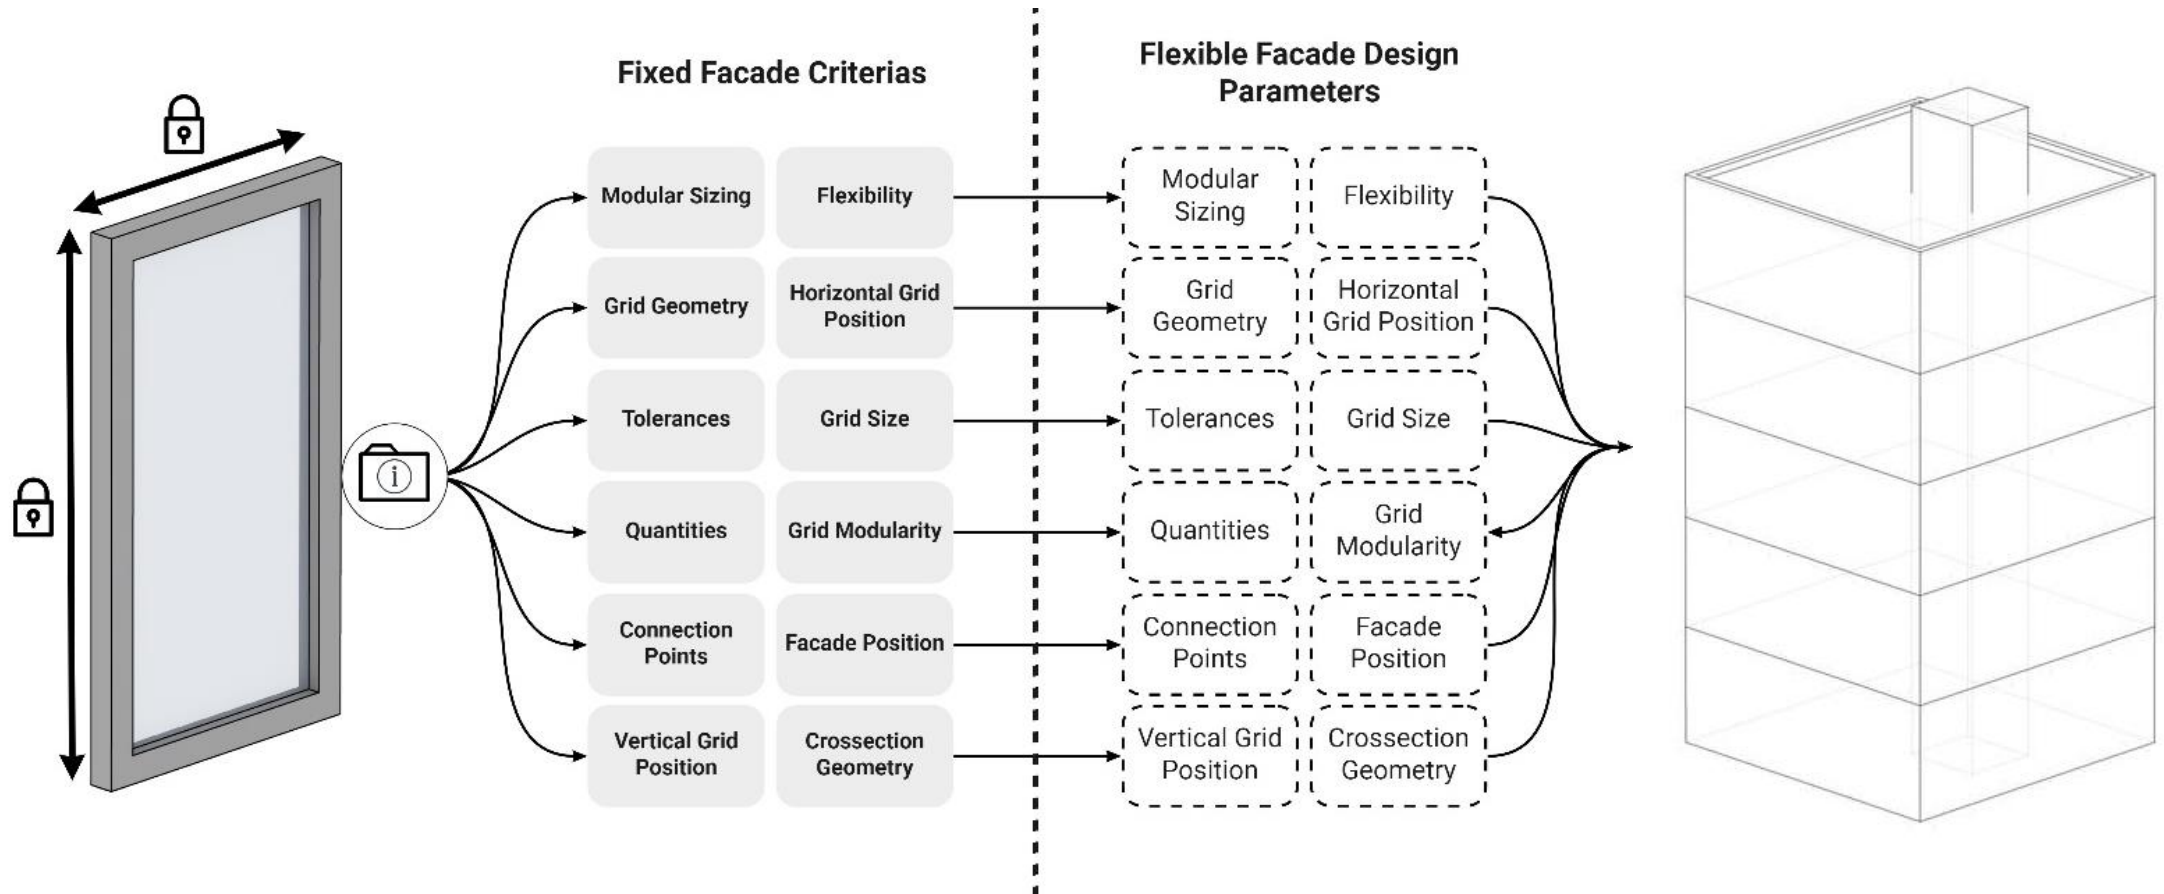 Fixed Facade Criterias
Flexible Facade Design
Parameters
Modular Sizing
Flexibility
Modular
Sizing
Flexibility
Grid Geometry
Horizontal Grid
Position
Grid
Geometry
Horizontal
Grid Position
Tolerances
Grid Size
Tolerances
Grid Size
i
Quantities
Grid Modularity
Quantities
Grid
Modularity
Connection
Points
Facade Position
Connection
Points
Facade
Position
Vertical Grid
Position
Crossection
Geometry
Vertical Grid
Position
Crossection
Geometry